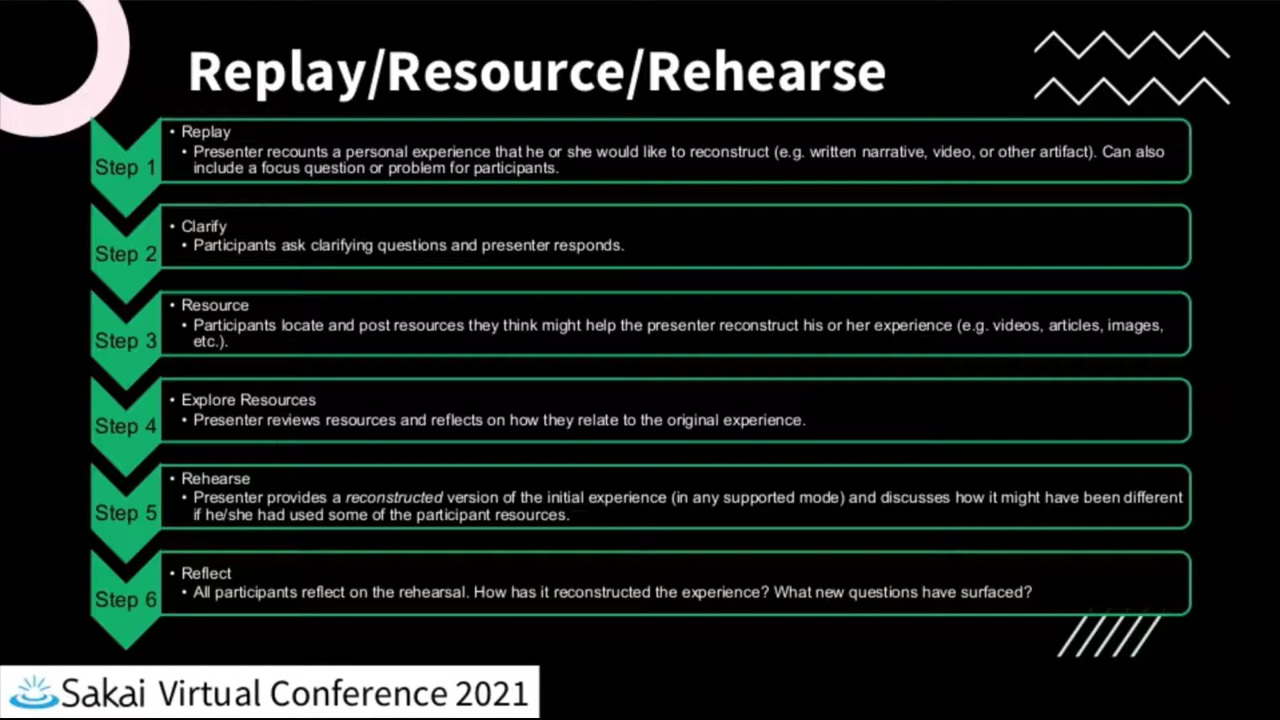 Replay/Resource/Rehearse
Step 1
• Replay
• Presenter recounts a personal experience that he or she would like to reconstruct (e.g. written narrative, video, or other artifact). Can also
include a focus question or problem for participants.
Step 2
• Clarify
• Participants ask clarifying questions and presenter responds.
Step 3
• Resource
• Participants locate and post resources they think might help the presenter reconstruct his or her experience (e.g. videos, articles, images,
etc.).
Step 4
• Explore Resources
• Presenter reviews resources and reflects on how they relate to the original experience.
Step 5
• Rehearse
• Presenter provides a reconstructed version of the initial experience (in any supported mode) and discusses how it might have been different
if he/she had used some of the participant resources.
Step 6
• Reflect
• All participants reflect on the rehearsal. How has it reconstructed the experience? What new questions have surfaced?
Sakai Virtual Conference 2021